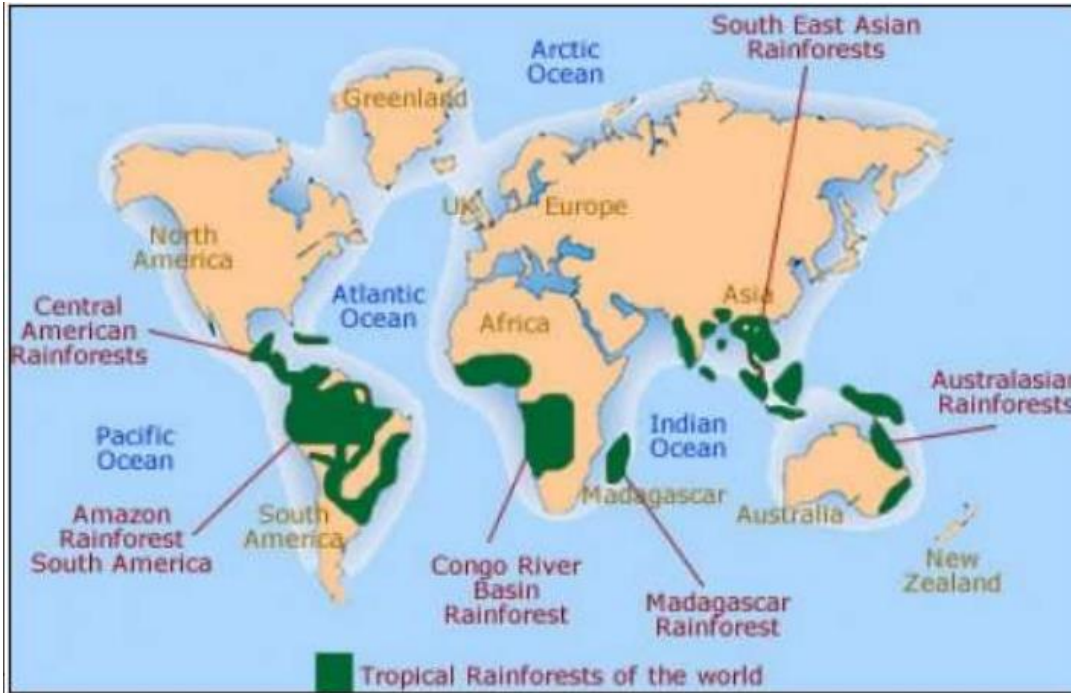 South East Asian
Rainforests
Arctic
Ocean
Greenland
UK
Europe
North
America
Atlantic
Ocean
Asia
Africa
Central
American
Rainforests
Australasian
Rainforests
Pacific
Ocean
Indian
Ocean
Madagascar
Amazon
Rainforest
South America
South
America
Australia
Congo River
Basin
Rainforest
Madagascar
Rainforest
New
Zealand
Tropical Rainforests of the world